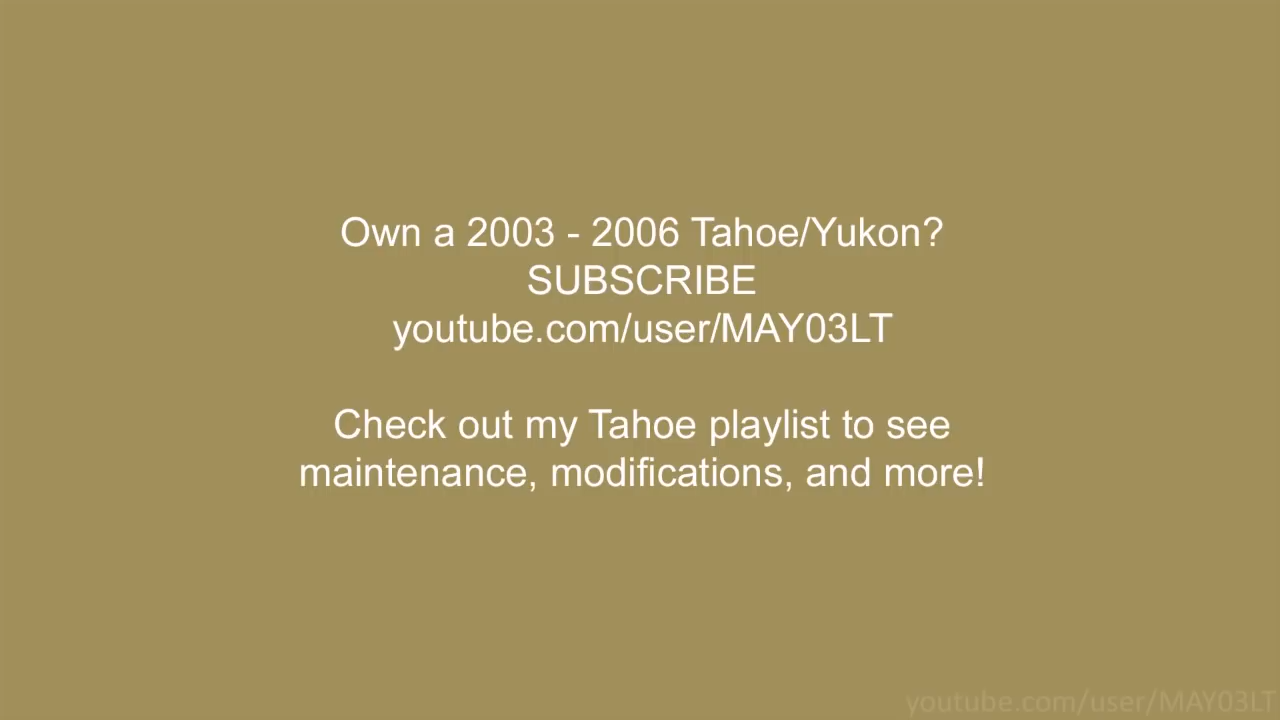 Own a 2003 - 2006 Tahoe/Yukon?
SUBSCRIBE
youtube.com/user/MAY03LT
Check out my Tahoe playlist to see
maintenance, modifications, and more!
youtube.com/user/MAY03LT